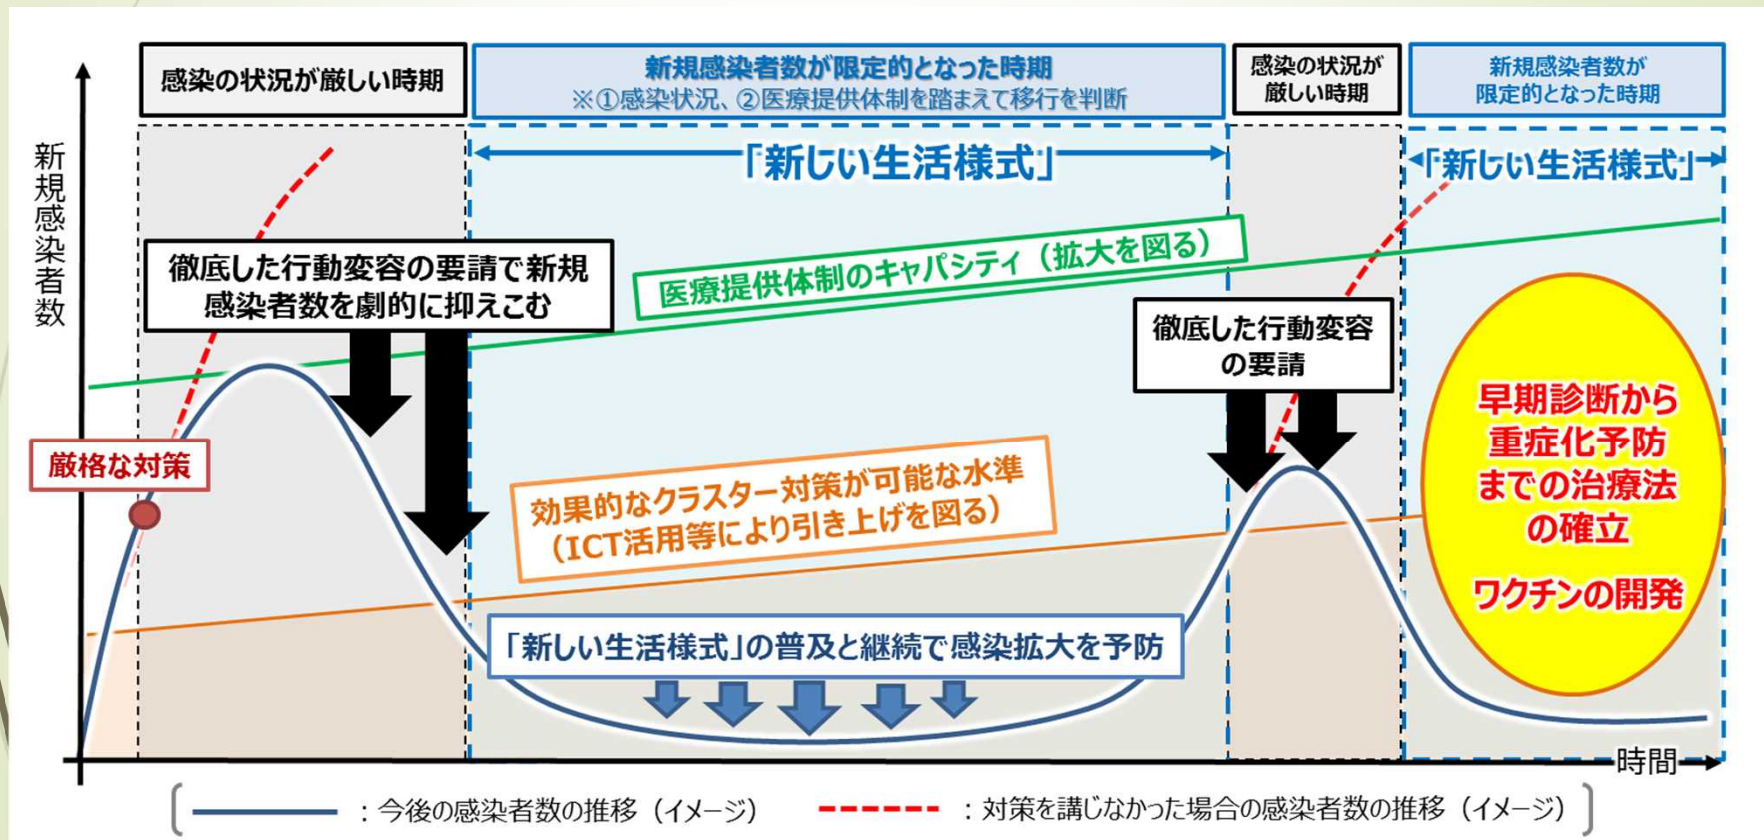 感染の状況が厳しい時期
新規感染者数が限定的となった時期
※①感染状況、②医療提供体制を踏まえて移行を判断
感染の状況が
厳しい時期
新規感染者数が
限定的となった時期
新規感染者数
「新しい生活様式」
「新しい生活様式」
徹底した行動変容の要請で新規
感染者数を劇的に抑えこむ
医療提供体制のキャパシティ（拡大を図る）
徹底した行動変容
の要請
厳格な対策
効果的なクラスター対策が可能な水準
（ICT活用等により引き上げを図る）
早期診断から
重症化予防
までの治療法
の確立
ワクチンの開発
「新しい生活様式」の普及と継続で感染拡大を予防
時間
：今後の感染者数の推移（イメージ）
：対策を講じなかった場合の感染者数の推移（イメージ）